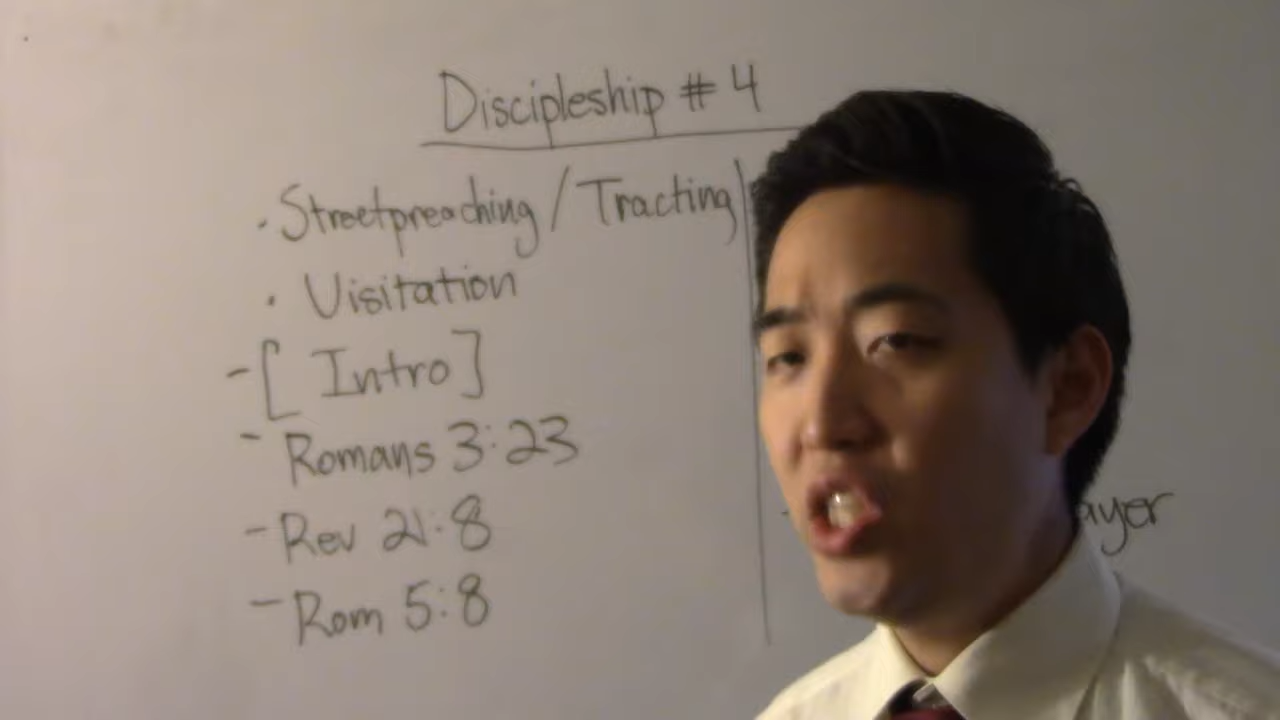 Discipleship # 4
· Streetpreaching / Tracting
· Visitation
- [ Intro ]
- Romans 3:23
- Rev 21:8
- Rom 5:8